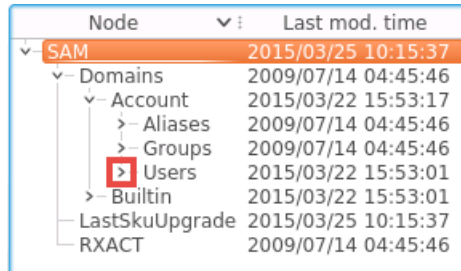 Node Last mod. time
SAM 2015/03/25 10:15:37
Domains 2009/07/14 04:45:46
Account 2015/03/22 15:53:17
Aliases 2009/07/14 04:45:46
Groups 2009/07/14 04:45:46
Users 2015/03/22 15:53:01
Builtin 2015/03/22 15:53:01
LastSkuUpgrade 2015/03/25 10:15:37
RXACT 2009/07/14 04:45:46